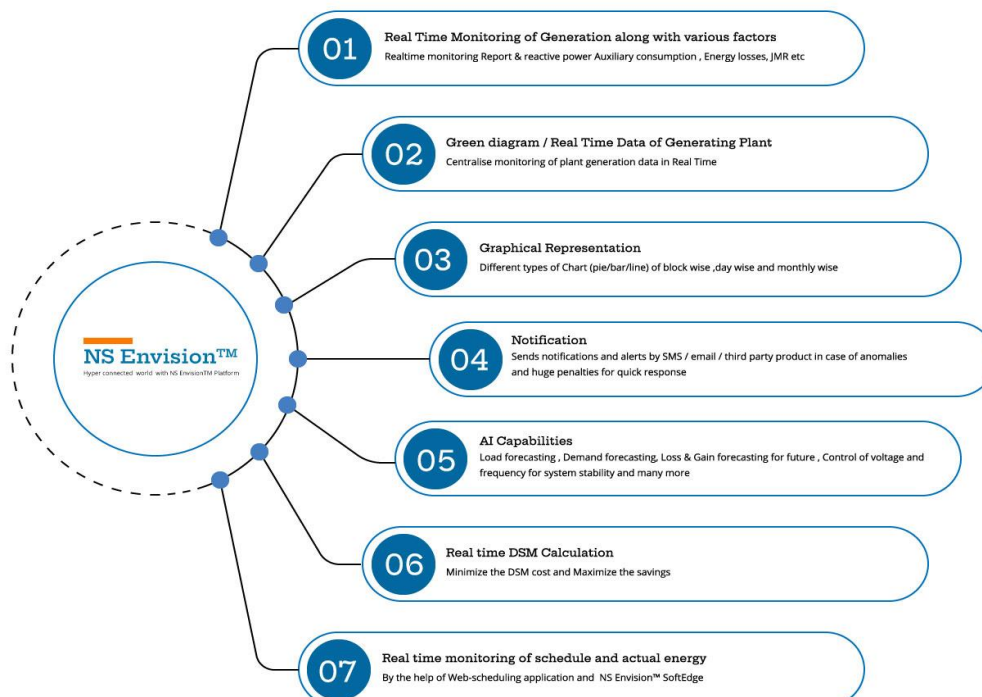 01
Real Time Monitoring of Generation along with various factors
Realtime monitoring Report & reactive power Auxiliary consumption , Energy losses, JMR etc
02
Green diagram / Real Time Data of Generating Plant
Centralise monitoring of plant generation data in Real Time
03
Graphical Representation
Different types of Chart (pie/bar/line) of block wise ,day wise and monthly wise
NS Envision™
Hyper connected world with NS EnvisionTM Platform
04
Notification
Sends notifications and alerts by SMS / email / third party product in case of anomalies
and huge penalties for quick response
05
AI Capabilities
Load forecasting , Demand forecasting, Loss & Gain forecasting for future , Control of voltage and
frequency for system stability and many more
06
Real time DSM Calculation
Minimize the DSM cost and Maximize the savings
07
Real time monitoring of schedule and actual energy
By the help of Web-scheduling application and NS Envision™ SoftEdge